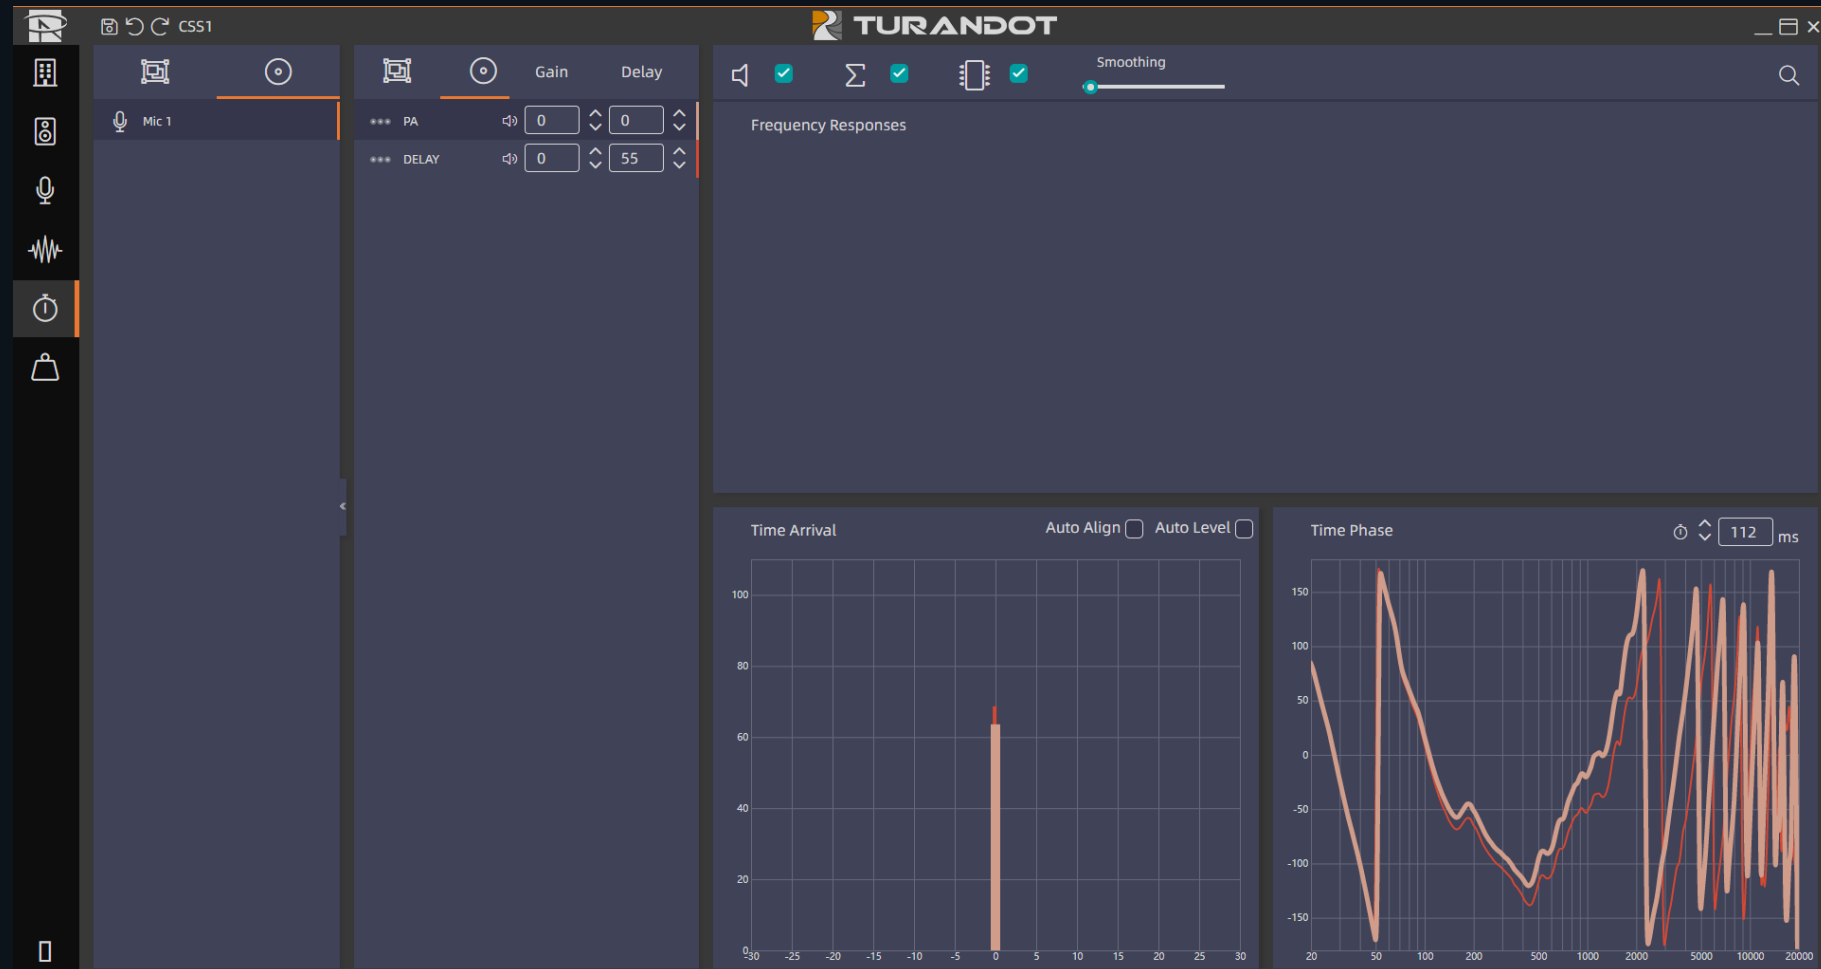 CSS1
TURANDOT
Gain Delay
Smoothing
Mic 1
PA 0 0
DELAY 0 55
Frequency Responses
Time Arrival
Auto Align Auto Level
100
80
60
40
20
0
-30 -25 -20 -15 -10 -5 0 5 10 15 20 25 30
Time Phase
112 ms
150
100
50
0
-50
-100
-150
20 50 100 200 500 1000 2000 5000 10000 20000